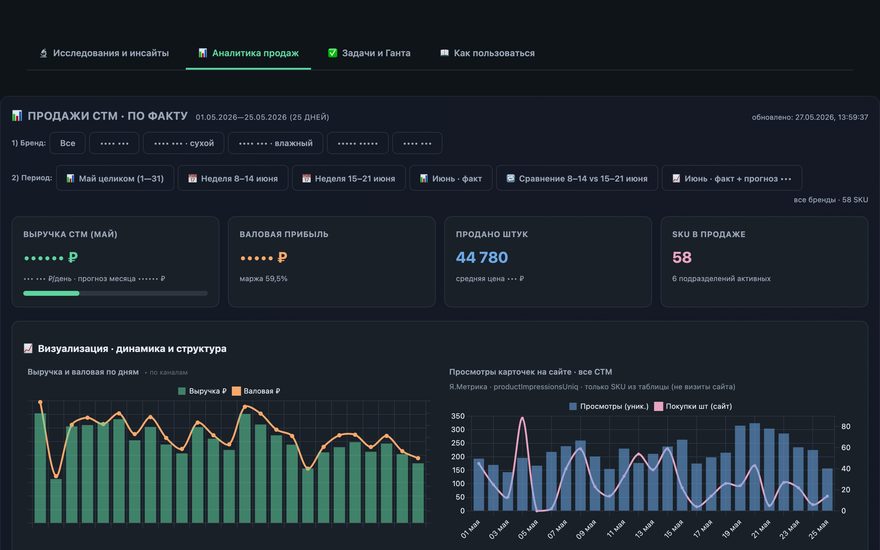 Исследования и инсайты
Аналитика продаж
Задачи и Ганта
Как пользоваться
ПРОДАЖИ СТМ · ПО ФАКТУ 01.05.2026—25.05.2026 (25 ДНЕЙ)
обновлено: 27.05.2026, 13:59:37
1) Бренд: Все •••• ••• •••• ••• · сухой •••• ••• · влажный ••••• ••••• •••• •••
2) Период: Май целиком (1—31) Неделя 8–14 июня Неделя 15–21 июня Июнь · факт Сравнение 8–14 vs 15–21 июня Июнь · факт + прогноз •••
все бренды · 58 SKU
ВЫРУЧКА СТМ (МАЙ)
•••••• ₽
••• ••• ₽/день · прогноз месяца •••••• ₽
ВАЛОВАЯ ПРИБЫЛЬ
••••• ₽
маржа 59,5%
ПРОДАНО ШТУК
44 780
средняя цена ••• ₽
SKU В ПРОДАЖЕ
58
6 подразделений активных
Визуализация · динамика и структура
Выручка и валовая по дням • по каналам
Выручка ₽ Валовая ₽
Просмотры карточек на сайте · все СТМ
Я.Метрика · productImpressionsUniq · только SKU из таблицы (не визиты сайта)
Просмотры (уник.) Покупки шт (сайт)
350
300
250
200
150
100
50
0
80
60
40
20
0
01 мая 03 мая 05 мая 07 мая 09 мая 11 мая 13 мая 15 мая 17 мая 19 мая 21 мая 23 мая 25 мая